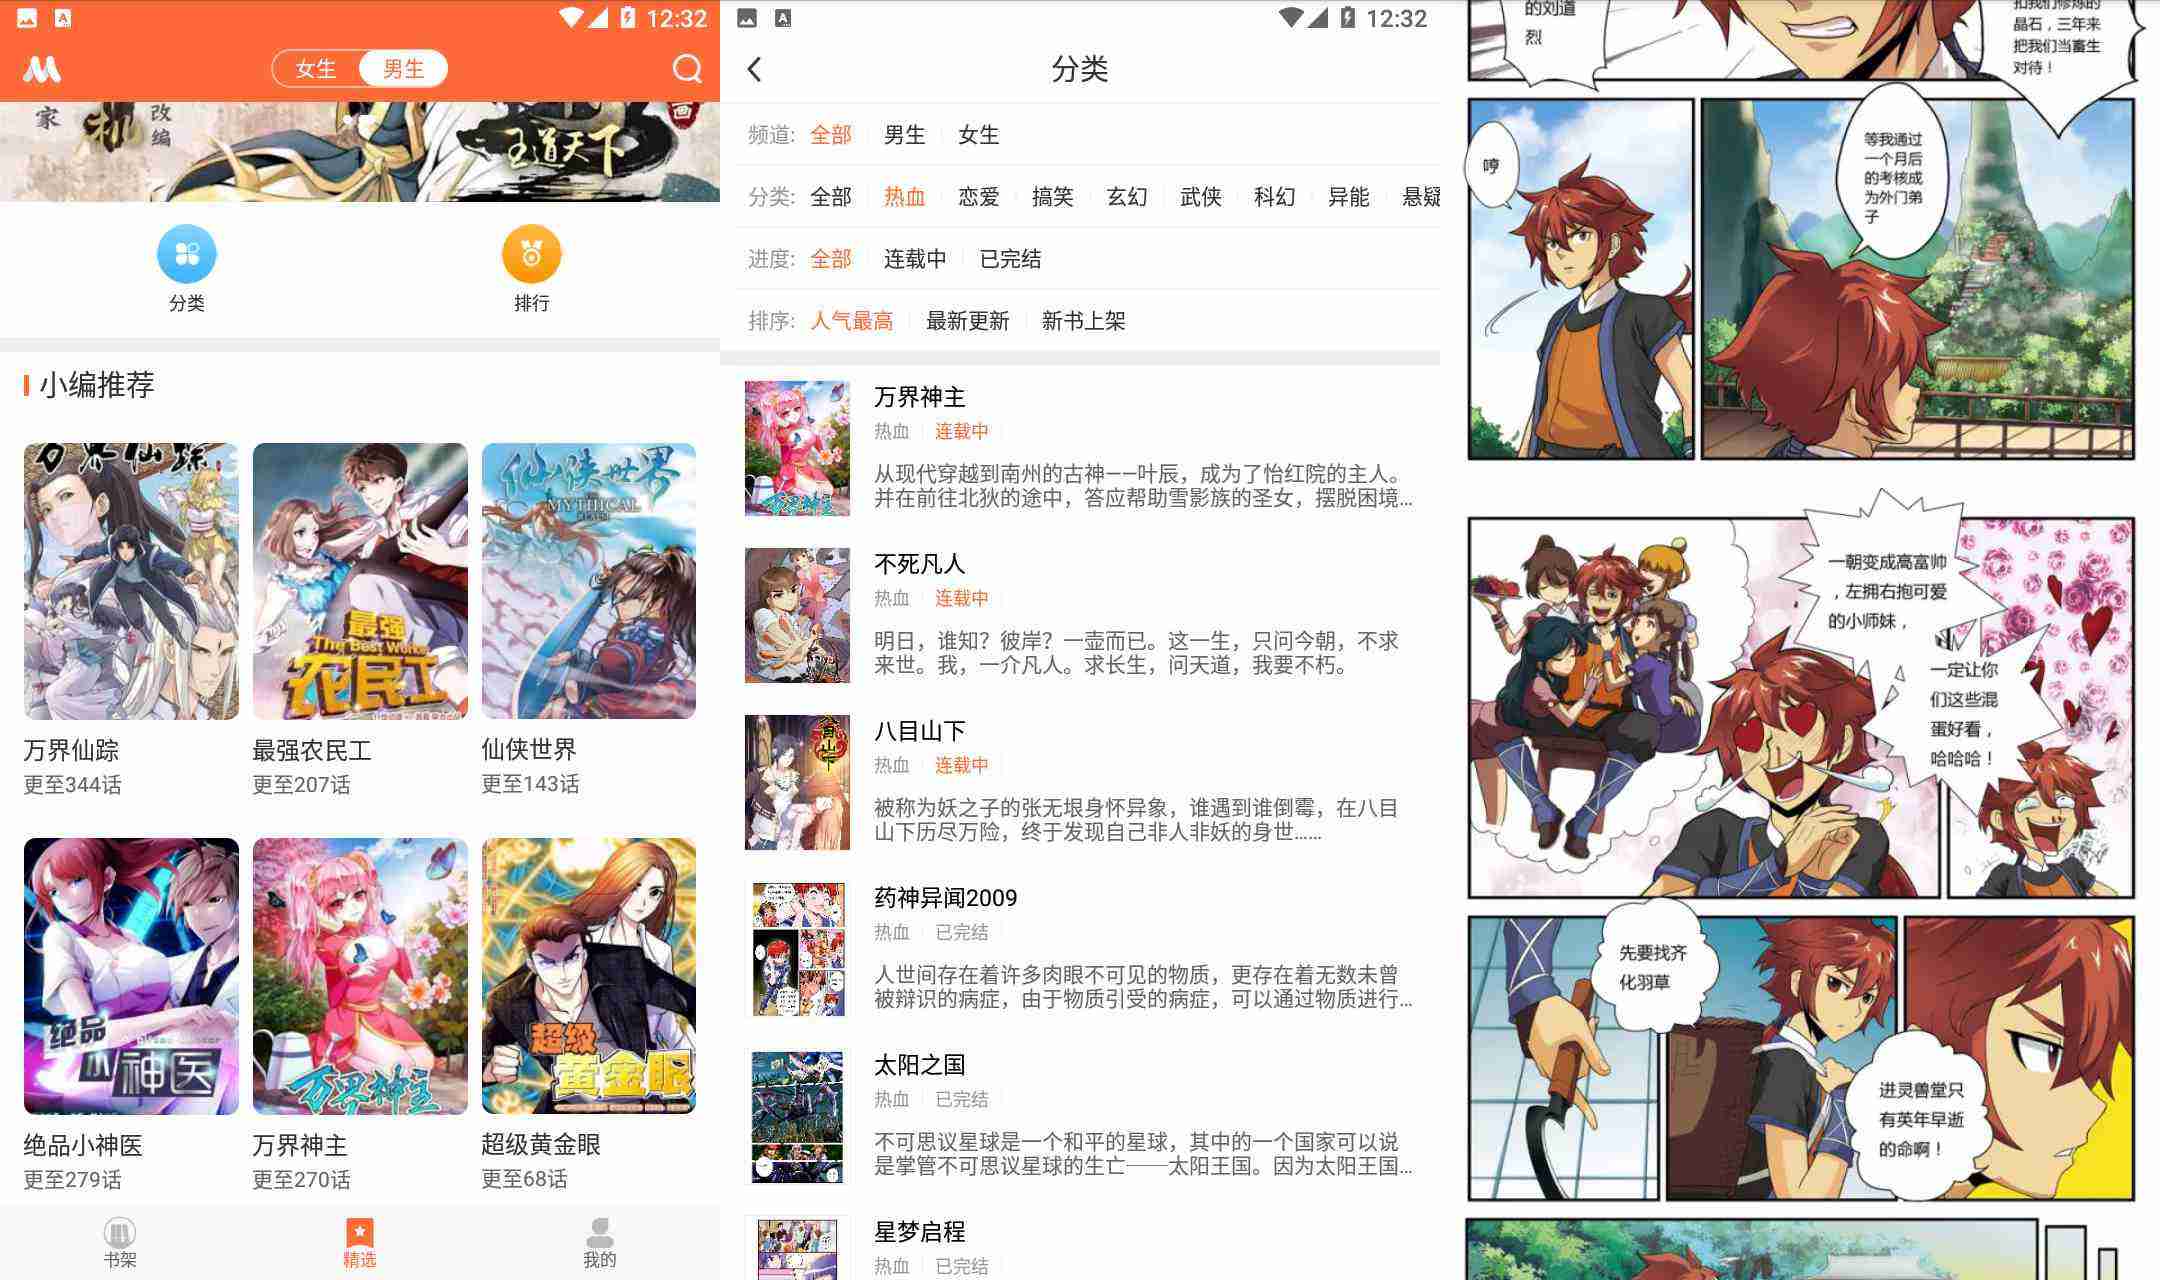 12:32
女生 男生
家 机 改编 王道天下 画
分类
排行
小编推荐
万界仙踪
最强
The Best Worke
农民工
仙侠世界
MYTHICAL
REALM
万界仙踪
更至344话
最强农民工
更至207话
仙侠世界
更至143话
绝品
小神医
万界神主
超级
黄金眼
绝品小神医
更至279话
万界神主
更至270话
超级黄金眼
更至68话
书架
精选
我的
12:32
分类
频道: 全部 男生 女生
分类: 全部 热血 恋爱 搞笑 玄幻 武侠 科幻 异能 悬疑
进度: 全部 连载中 已完结
排序: 人气最高 最新更新 新书上架
万界神主
万界神主
热血 连载中
从现代穿越到南州的古神——叶辰，成为了怡红院的主人。
并在前往北狄的途中，答应帮助雪影族的圣女，摆脱困境...
不死凡人
热血 连载中
明日，谁知？彼岸？一壶而已。这一生，只问今朝，不求
来世。我，一介凡人。求长生，问天道，我要不朽。
八目山下
热血 连载中
被称为妖之子的张无垠身怀异象，谁遇到谁倒霉，在八目
山下历尽万险，终于发现自己非人非妖的身世......
药神异闻2009
热血 已完结
人世间存在着许多肉眼不可见的物质，更存在着无数未曾
被辩识的病症，由于物质引受的病症，可以通过物质进行...
太阳之国
热血 已完结
不可思议星球是一个和平的星球，其中的一个国家可以说
是掌管不可思议星球的生亡——太阳王国。因为太阳王国...
星梦启程
热血 已完结
的刘道
烈
扣我们修炼的
晶石，三年来
把我们当畜生
对待！
哼
等我通过
一个月后
的考核成
为外门弟
子
一朝变成高富帅
，左拥右抱可爱
的小师妹，
一定让你
们这些混
蛋好看，
哈哈哈！
先要找齐
化羽草
进灵兽堂只
有英年早逝
的命啊！